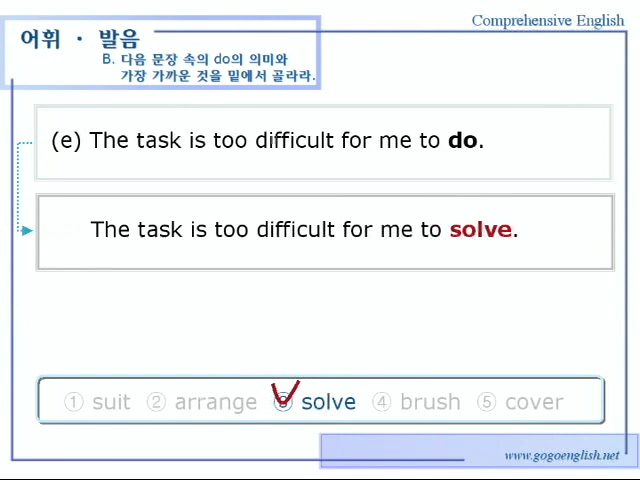 Comprehensive English
어휘 · 발음
B. 다음 문장 속의 do의 의미와
가장 가까운 것을 밑에서 골라라.
(e) The task is too difficult for me to do.
The task is too difficult for me to solve.
① suit ② arrange ③ solve ④ brush ⑤ cover
www.gogoenglish.net